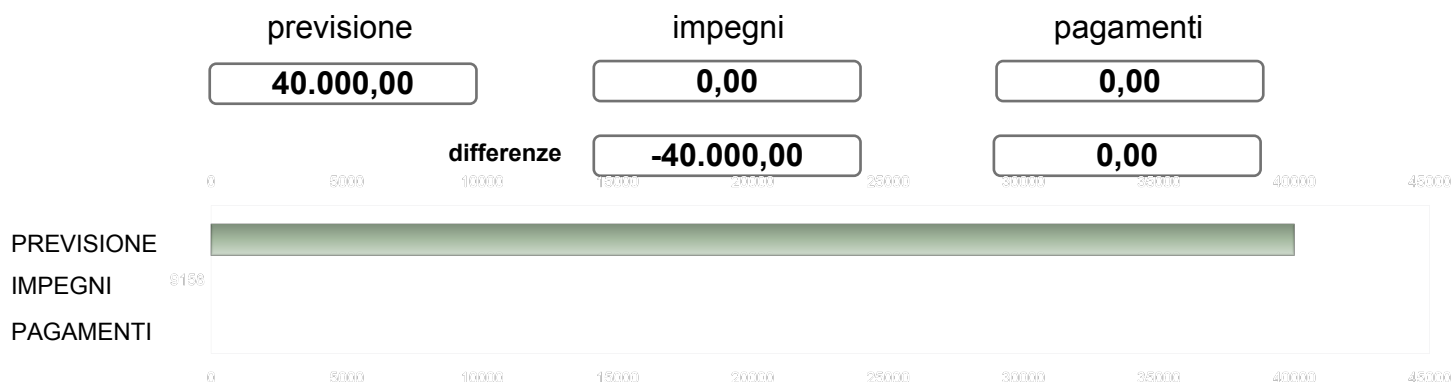 previsione impegni pagamenti
40.000,00 0,00 0,00
differenze -40.000,00 0,00
0 5000 10000 15000 20000 25000 30000 35000 40000 45000
PREVISIONE
9153
IMPEGNI
PAGAMENTI
0 5000 10000 15000 20000 25000 30000 35000 40000 45000